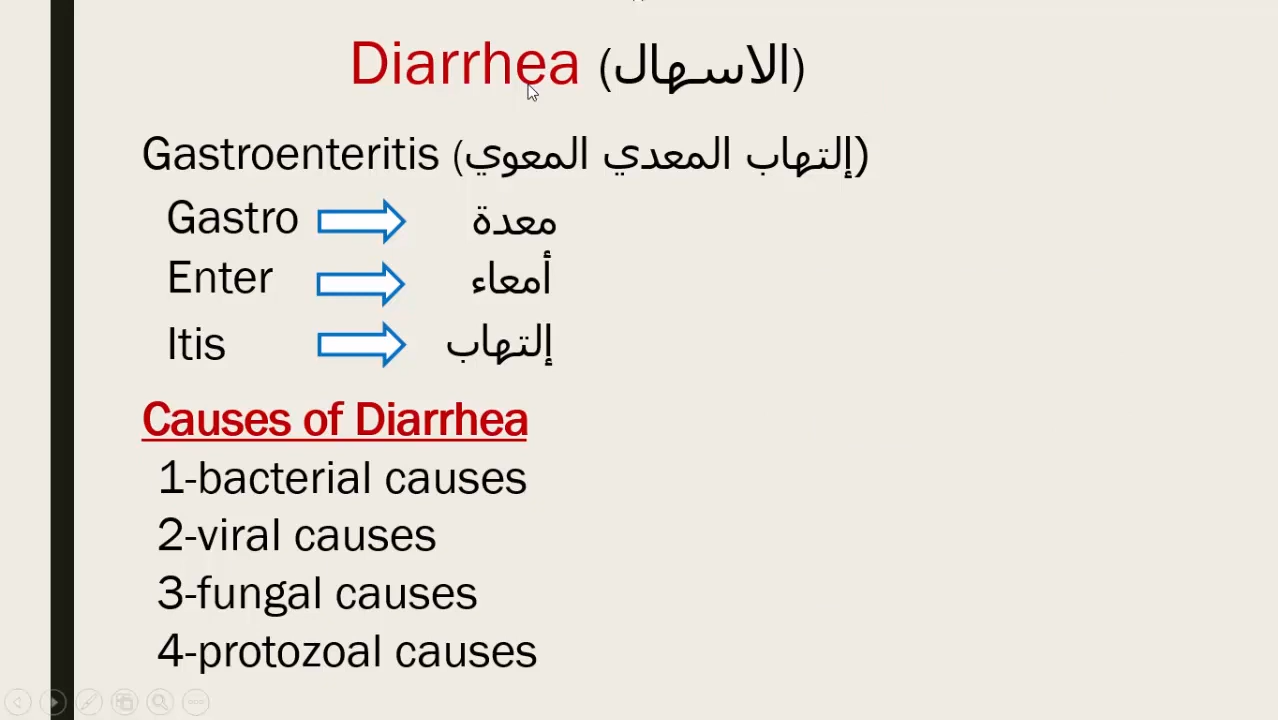 Diarrhea (الاسهال)
Gastroenteritis (إلتهاب المعدي المعوي)
Gastro معدة
Enter أمعاء
Itis إلتهاب
Causes of Diarrhea
1-bacterial causes
2-viral causes
3-fungal causes
4-protozoal causes